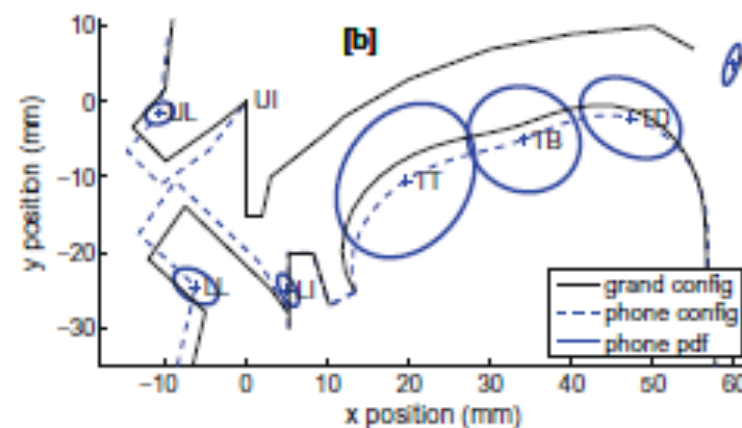 [b]
10
0
−10
−20
−30
y position (mm)
UL
UI
TT
TB
TD
LL
LI
grand config
phone config
phone pdf
−10
0
10
20
30
40
50
60
x position (mm)